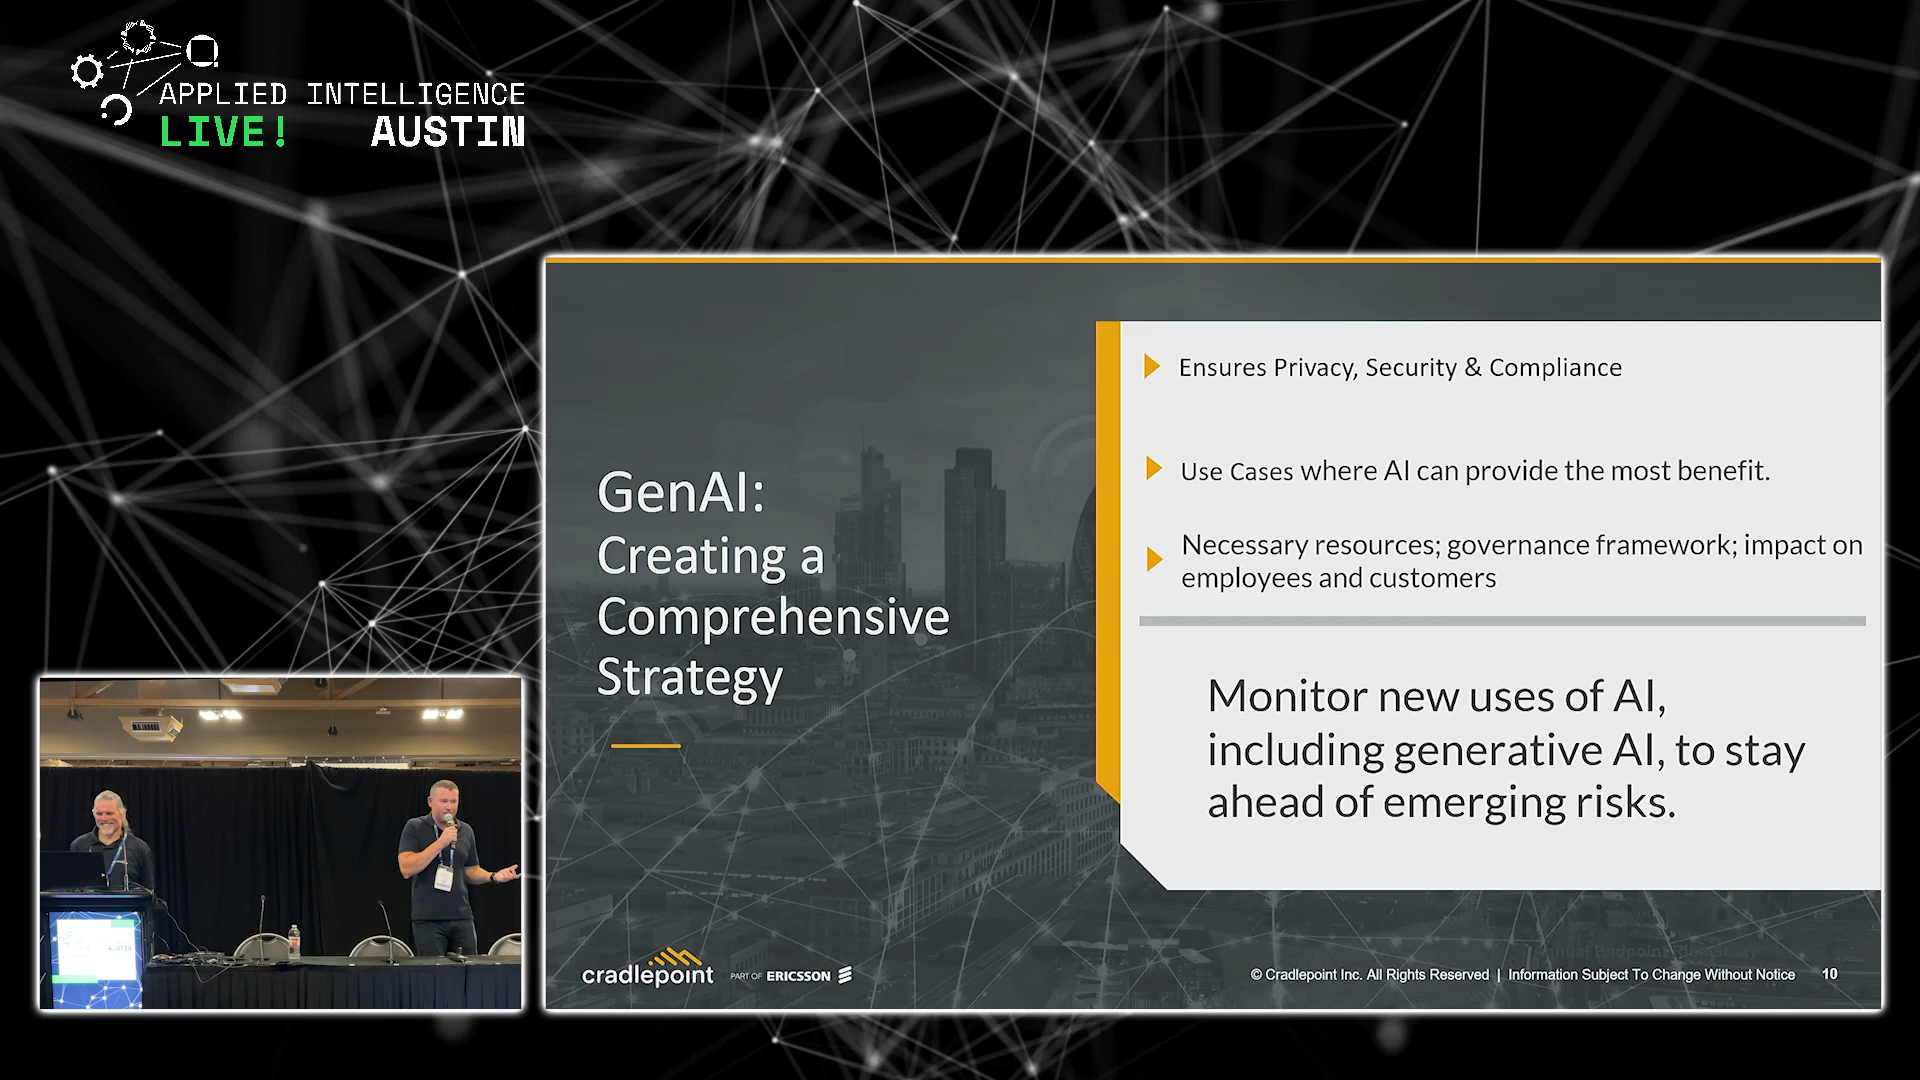 APPLIED INTELLIGENCE
LIVE! AUSTIN
GenAI:
Creating a
Comprehensive
Strategy
Ensures Privacy, Security & Compliance
Use Cases where AI can provide the most benefit.
Necessary resources; governance framework; impact on
employees and customers
Monitor new uses of AI,
including generative AI, to stay
ahead of emerging risks.
cradlepoint PART OF ERICSSON
© Cradlepoint Inc. All Rights Reserved | Information Subject To Change Without Notice 10
AUSTIN